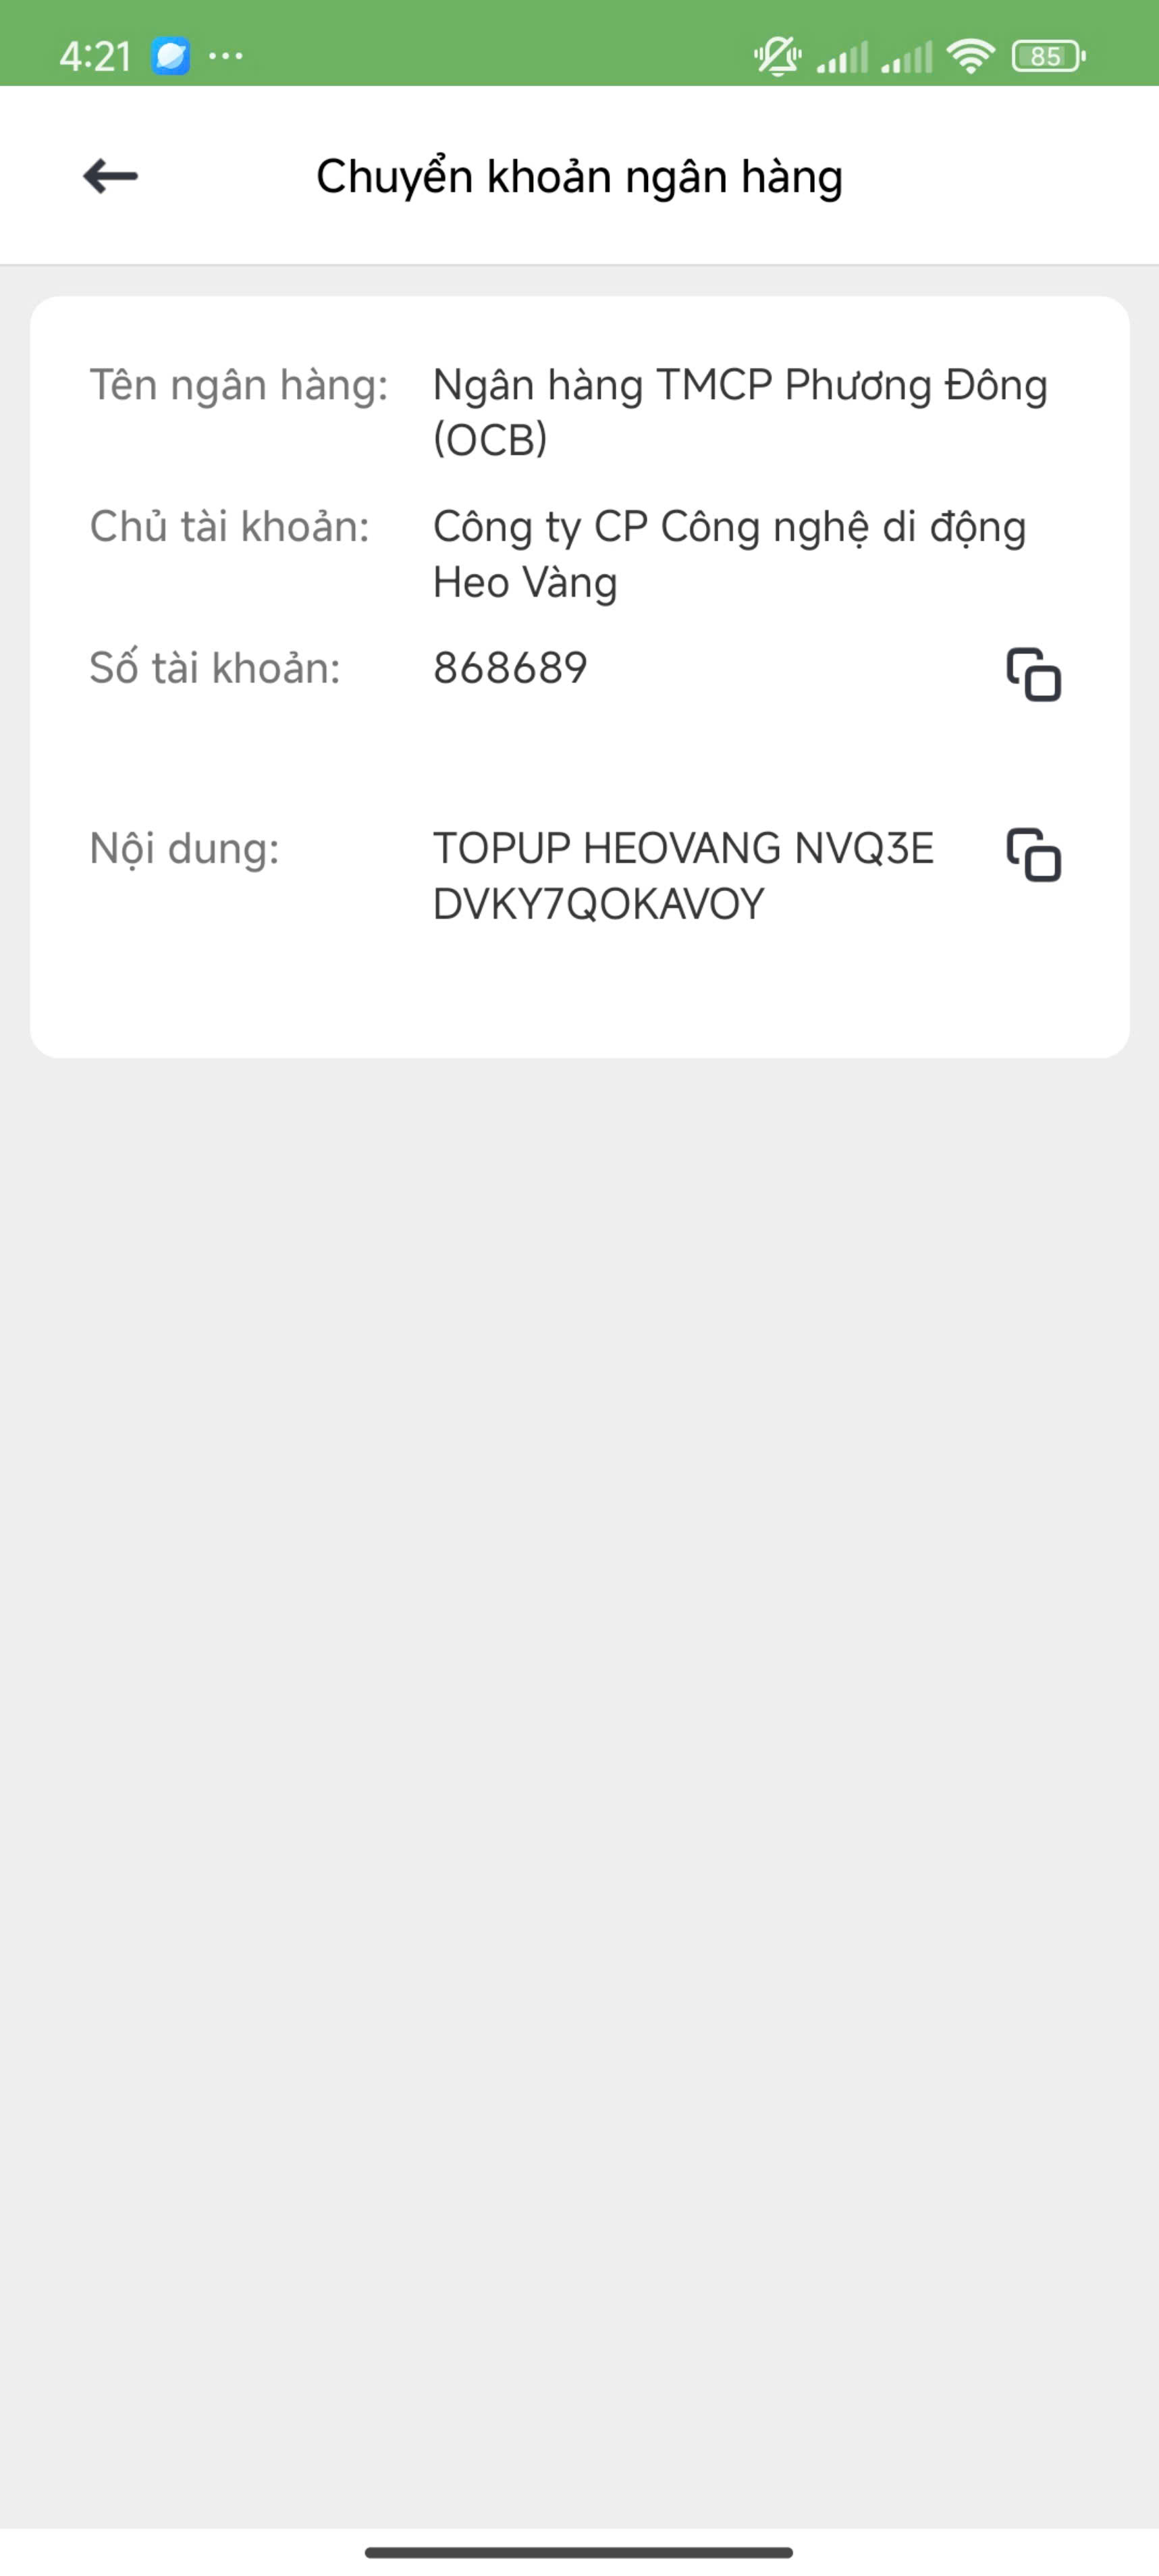 4:21
85
Chuyển khoản ngân hàng
Tên ngân hàng: Ngân hàng TMCP Phương Đông
(OCB)
Chủ tài khoản: Công ty CP Công nghệ di động
Heo Vàng
Số tài khoản: 868689
Nội dung: TOPUP HEOVANG NVQ3E
DVKY7QOKAVOY